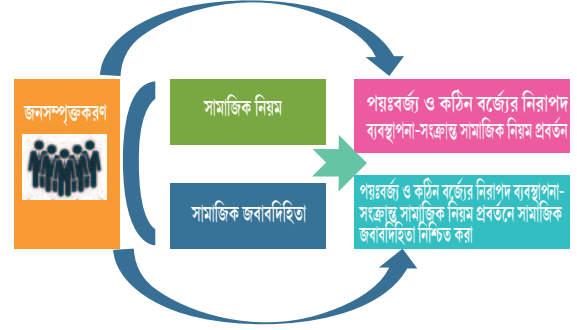 জনসম্পৃক্তকরণ
সামাজিক নিয়ম
সামাজিক জবাবদিহিতা
পয়ঃবর্জ্য ও কঠিন বর্জ্যের নিরাপদ
ব্যবস্থাপনা-সংক্রান্ত সামাজিক নিয়ম প্রবর্তন
পয়ঃবর্জ্য ও কঠিন বর্জ্যের নিরাপদ ব্যবস্থাপনা-
সংক্রান্ত সামাজিক নিয়ম প্রবর্তনে সামাজিক
জবাবদিহিতা নিশ্চিত করা